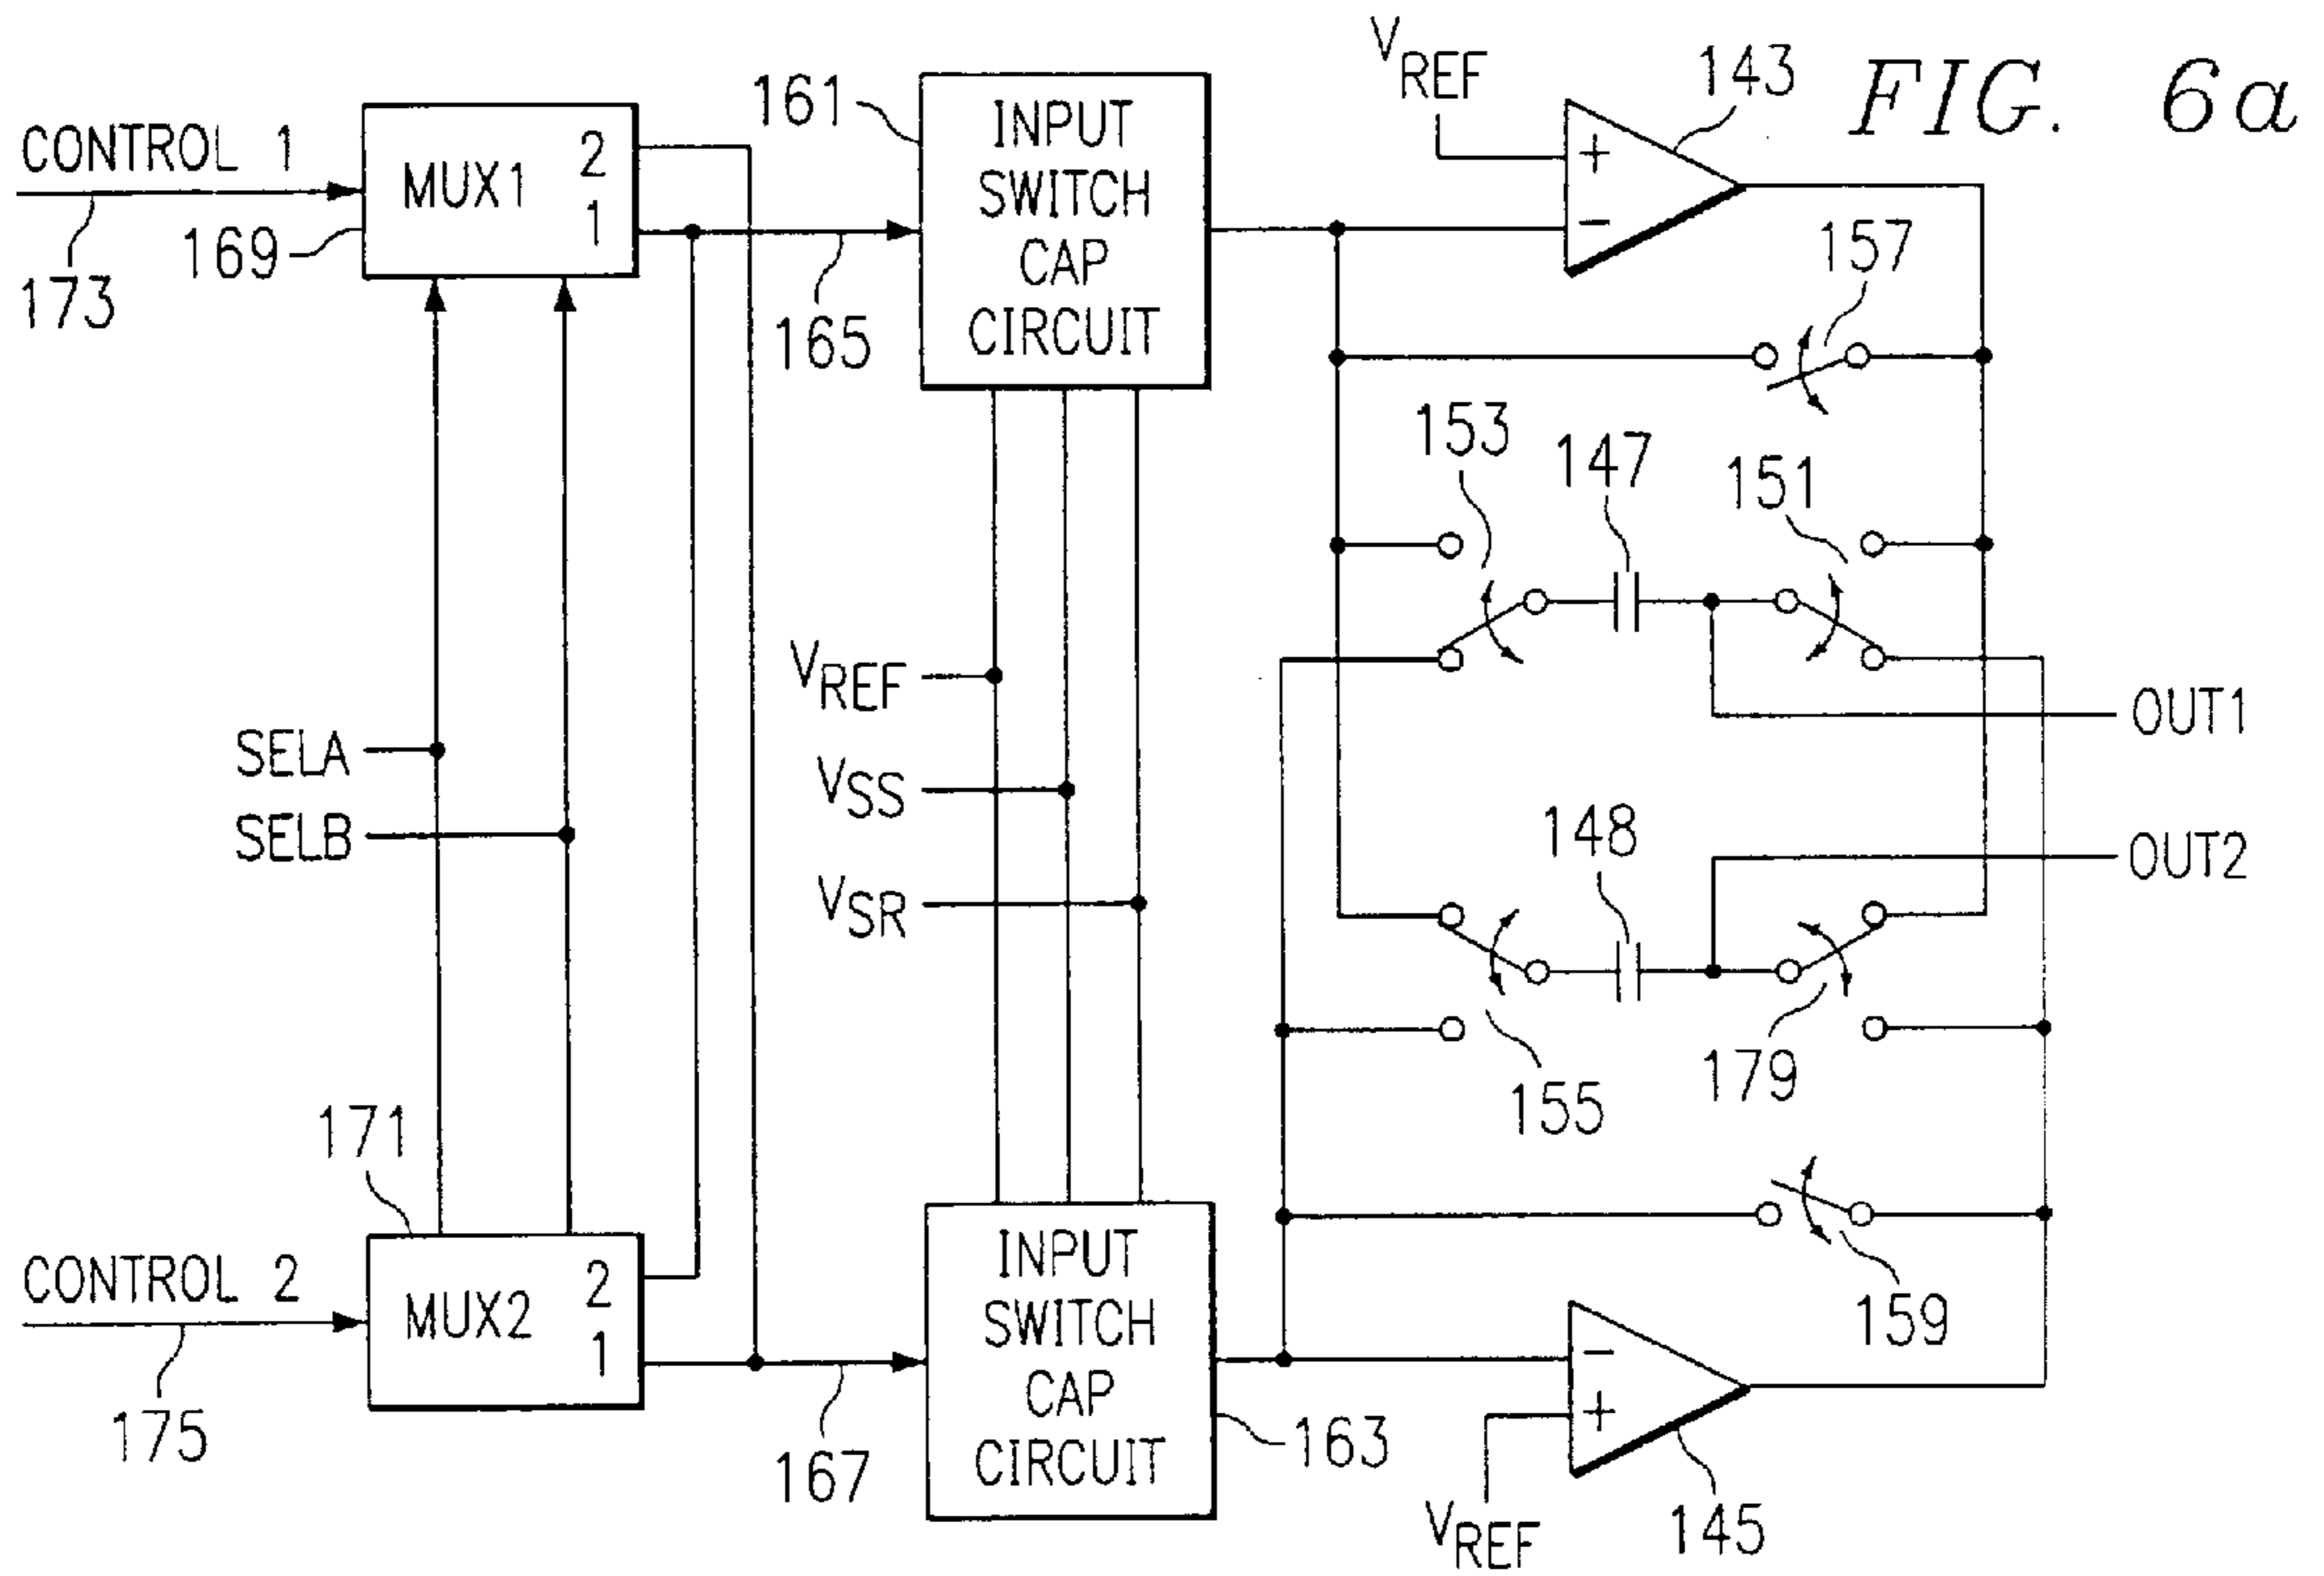 FIG. 6a
VREF
143
161
INPUT
SWITCH
CAP
CIRCUIT
CONTROL 1
MUX1
2
1
169
173
165
157
153
147
151
VREF
OUT1
SELA
VSS
SELB
148
OUT2
VSR
179
155
171
CONTROL 2
MUX2
2
1
175
167
INPUT
SWITCH
CAP
CIRCUIT
163
159
VREF
145
+
−
−
+